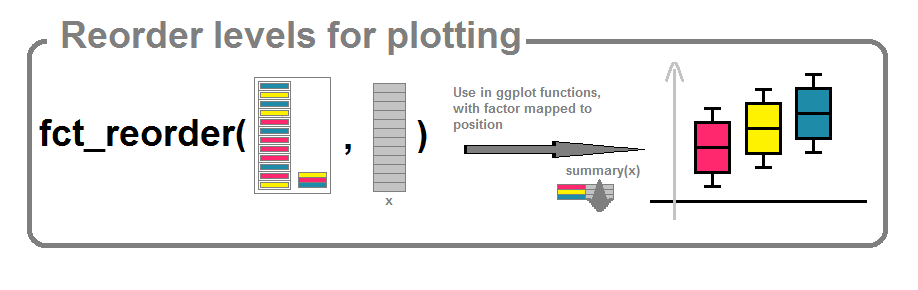 Reorder levels for plotting
fct_reorder( , )
x
Use in ggplot functions,
with factor mapped to
position
summary(x)